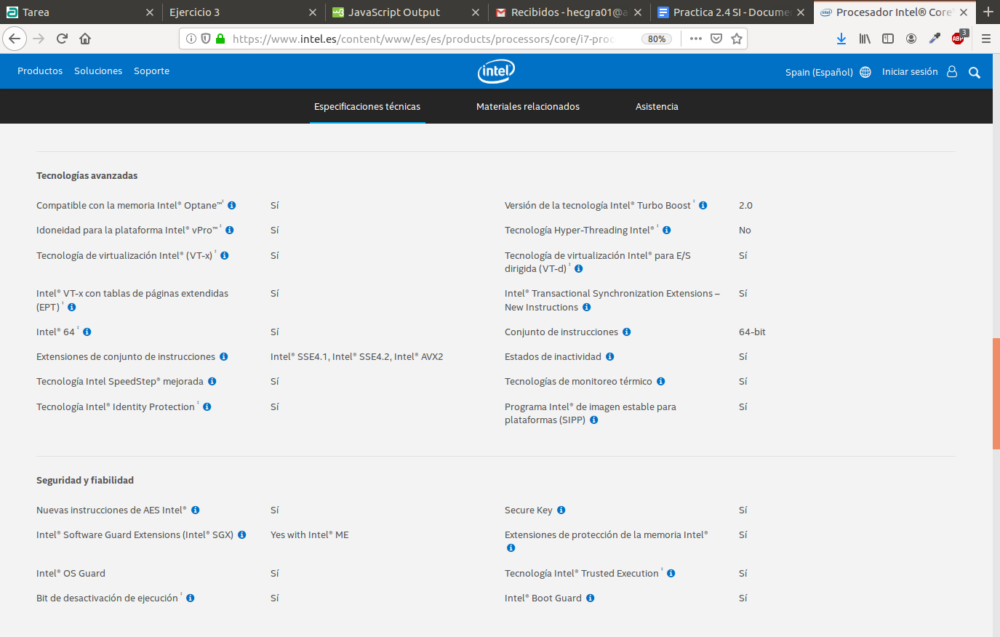 Tarea
Ejercicio 3
JavaScript Output
Recibidos - hecgra01@a
Practica 2.4 SI - Docume
Procesador Intel® Core
https://www.intel.es/content/www/es/es/products/processors/core/i7-proc
80%
ABP
3
Productos Soluciones Soporte
intel
Spain (Español)
Iniciar sesión
Especificaciones técnicas
Materiales relacionados
Asistencia
Tecnologías avanzadas
Compatible con la memoria Intel® Optane™‡ Sí
Versión de la tecnología Intel® Turbo Boost ‡ 2.0
Idoneidad para la plataforma Intel® vPro™ ‡ Sí
Tecnología Hyper-Threading Intel® ‡ No
Tecnología de virtualización Intel® (VT-x) ‡ Sí
Tecnología de virtualización Intel® para E/S
dirigida (VT-d) ‡ Sí
Intel® VT-x con tablas de páginas extendidas
(EPT) ‡ Sí
Intel® Transactional Synchronization Extensions –
New Instructions Sí
Intel® 64 ‡ Sí
Conjunto de instrucciones 64-bit
Extensiones de conjunto de instrucciones Intel® SSE4.1, Intel® SSE4.2, Intel® AVX2
Estados de inactividad Sí
Tecnología Intel SpeedStep® mejorada Sí
Tecnologías de monitoreo térmico Sí
Tecnología Intel® Identity Protection ‡ Sí
Programa Intel® de imagen estable para
plataformas (SIPP) Sí
Seguridad y fiabilidad
Nuevas instrucciones de AES Intel® Sí
Secure Key Sí
Intel® Software Guard Extensions (Intel® SGX) Yes with Intel® ME
Extensiones de protección de la memoria Intel® Sí
Intel® OS Guard Sí
Tecnología Intel® Trusted Execution ‡ Sí
Bit de desactivación de ejecución ‡ Sí
Intel® Boot Guard Sí